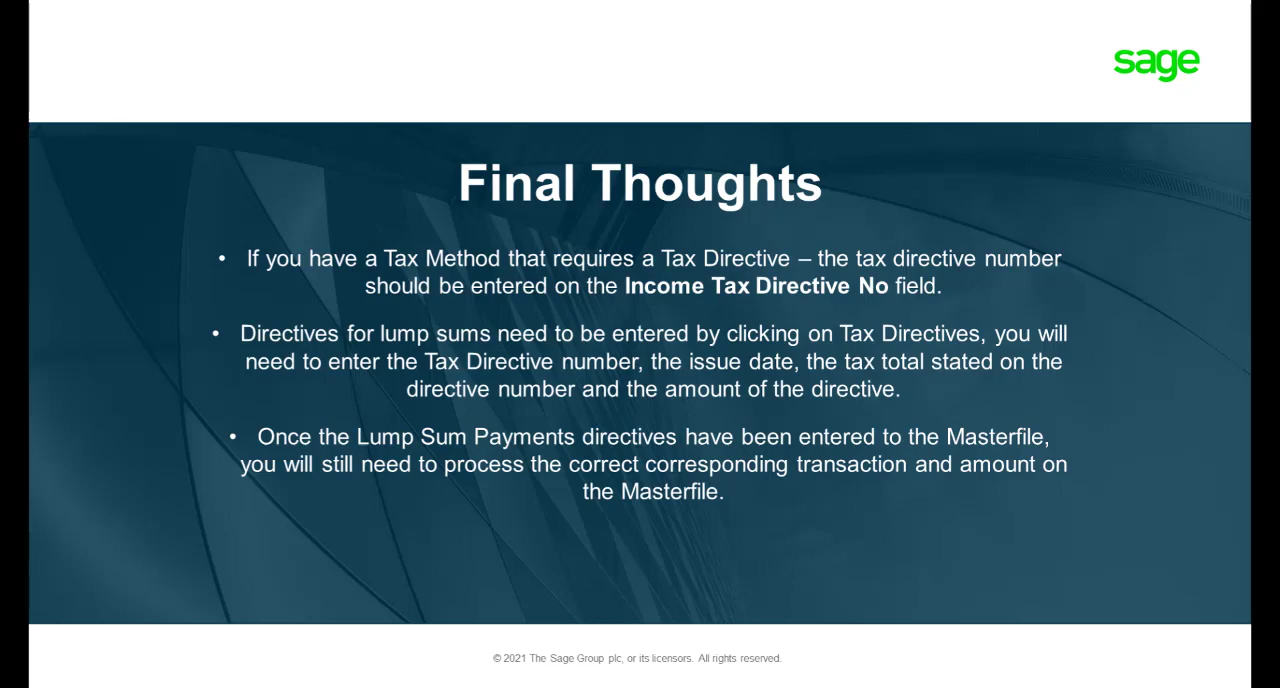 sage
Final Thoughts
• If you have a Tax Method that requires a Tax Directive – the tax directive number
should be entered on the Income Tax Directive No field.
• Directives for lump sums need to be entered by clicking on Tax Directives, you will
need to enter the Tax Directive number, the issue date, the tax total stated on the
directive number and the amount of the directive.
• Once the Lump Sum Payments directives have been entered to the Masterfile,
you will still need to process the correct corresponding transaction and amount on
the Masterfile.
© 2021 The Sage Group plc, or its licensors. All rights reserved.